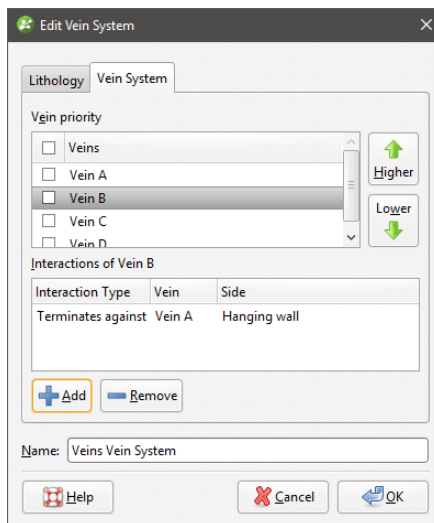 Edit Vein System
Lithology Vein System
Vein priority
Veins
Vein A
Higher
Vein B
Vein C
Lower
Vein D
Interactions of Vein B
Interaction Type Vein Side
Terminates against Vein A Hanging wall
Add Remove
Name: Veins Vein System
Help Cancel OK